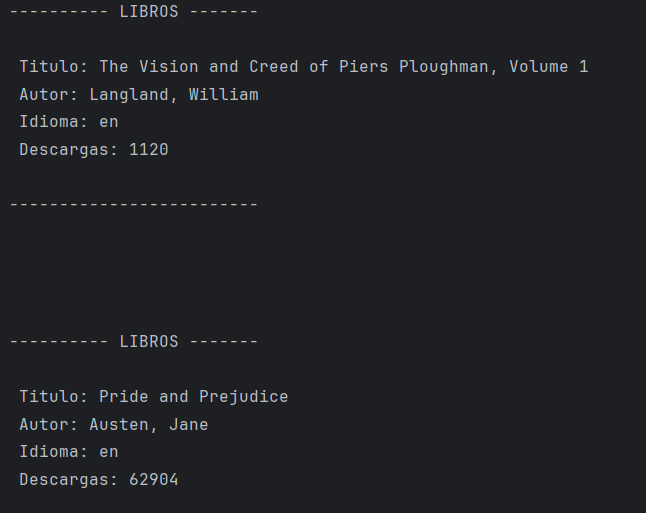 ---------- LIBROS -------
Titulo: The Vision and Creed of Piers Ploughman, Volume 1
Autor: Langland, William
Idioma: en
Descargas: 1120
-------------------------
---------- LIBROS -------
Titulo: Pride and Prejudice
Autor: Austen, Jane
Idioma: en
Descargas: 62904